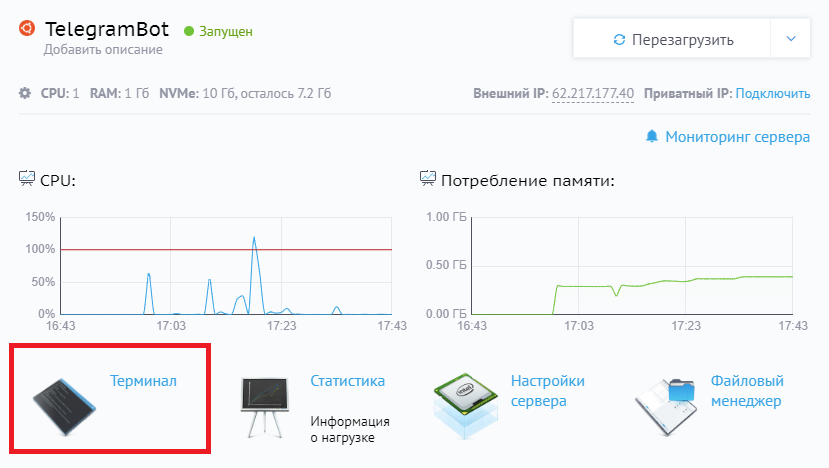 TelegramBot Запущен
Добавить описание
Перезагрузить
CPU: 1 RAM: 1 Гб NVMe: 10 Гб, осталось 7.2 Гб
Внешний IP: 62.217.177.40 Приватный IP: Подключить
Мониторинг сервера
CPU:
150%
100%
50%
0%
16:43 17:03 17:23 17:43
Потребление памяти:
1.00 ГБ
0.50 ГБ
0.00 ГБ
16:43 17:03 17:23 17:43
Терминал
Статистика
Информация
о нагрузке
Настройки
сервера
Файловый
менеджер